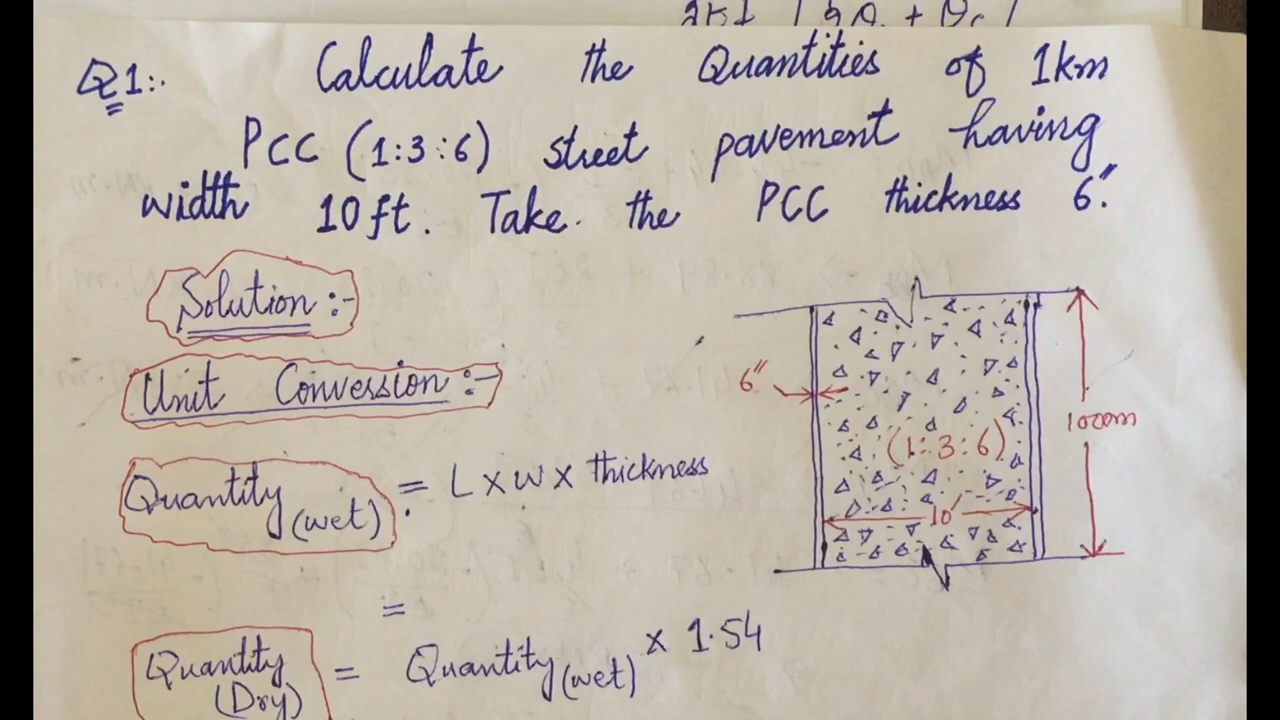 Q1:. Calculate the Quantities of 1km
PCC (1:3:6) street pavement having
width 10ft. Take. the PCC thickness 6".
Solution :-
Unit Convession :-
6"
1000m
(1:3:6)
Quantity (wet) = L x W x thickness
10'
=
Quantity (Dry) = Quantity (wet) x 1.54